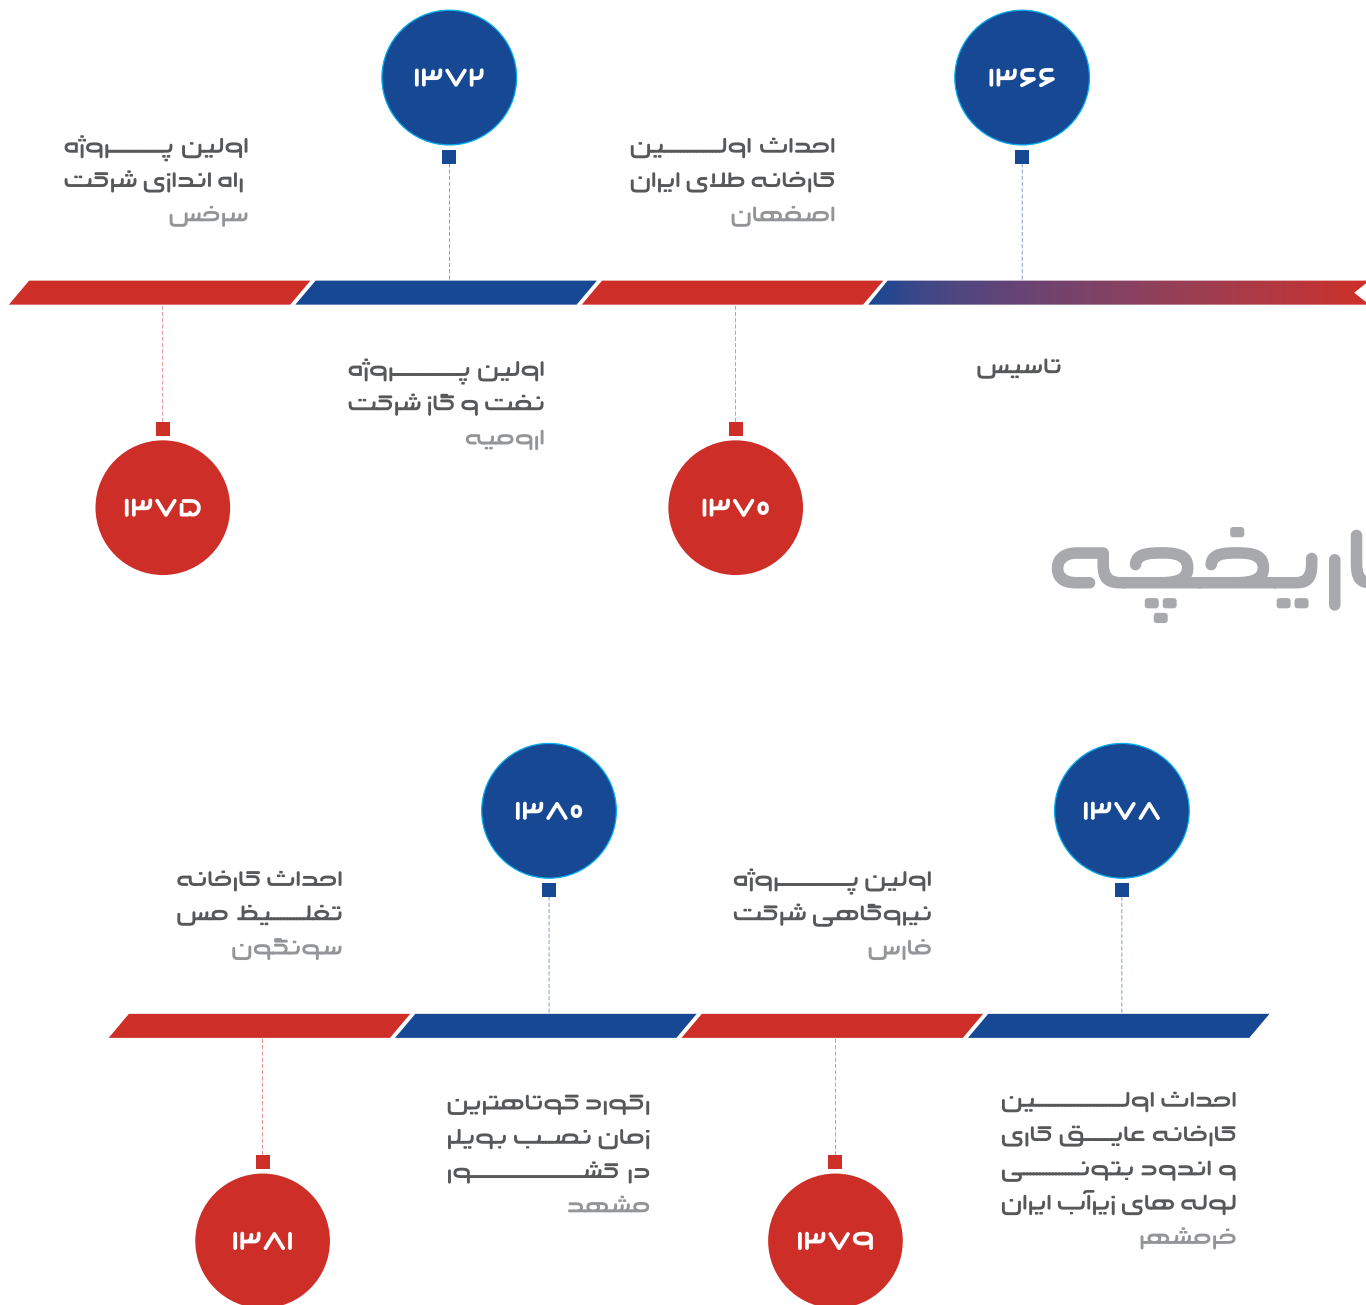 ۱۳۶۶
تاسیس
احداث اولین
کارخانه طلای ایران
اصفهان
۱۳۷۰
۱۳۷۲
اولین پروژه
نفت و گاز شرکت
ارومیه
اولین پروژه
راه اندازی شرکت
سرخس
۱۳۷۵
تاریخچه
۱۳۷۸
احداث اولین
کارخانه عایق کاری
و اندود بتونی
لوله های زیرآب ایران
خرمشهر
اولین پروژه
نیروگاهی شرکت
فارس
۱۳۷۹
۱۳۸۰
رکورد کوتاهترین
زمان نصب بویلر
در کشور
مشهد
احداث کارخانه
تغلیظ مس
سونگون
۱۳۸۱